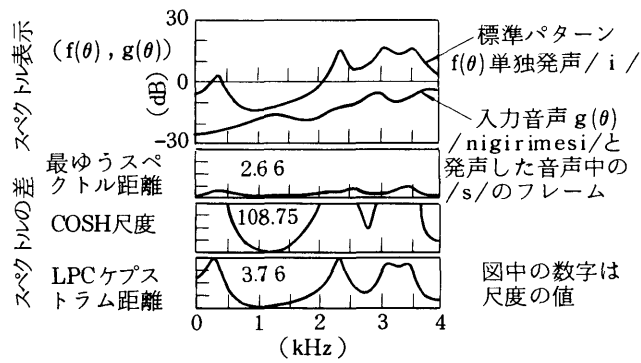 スペクトル表示
(f(θ), g(θ))
(dB)
30
0
-30
標準パターン
f(θ)単独発声/ i /
入力音声g(θ)
/nigirimesi/と
発声した音声中の
/s/のフレーム
スペクトルの差
最ゆうスペ
クトル距離
2.66
COSH尺度
108.75
LPCケプス
トラム距離
3.76
0 1 2 3 4
(kHz)
図中の数字は
尺度の値